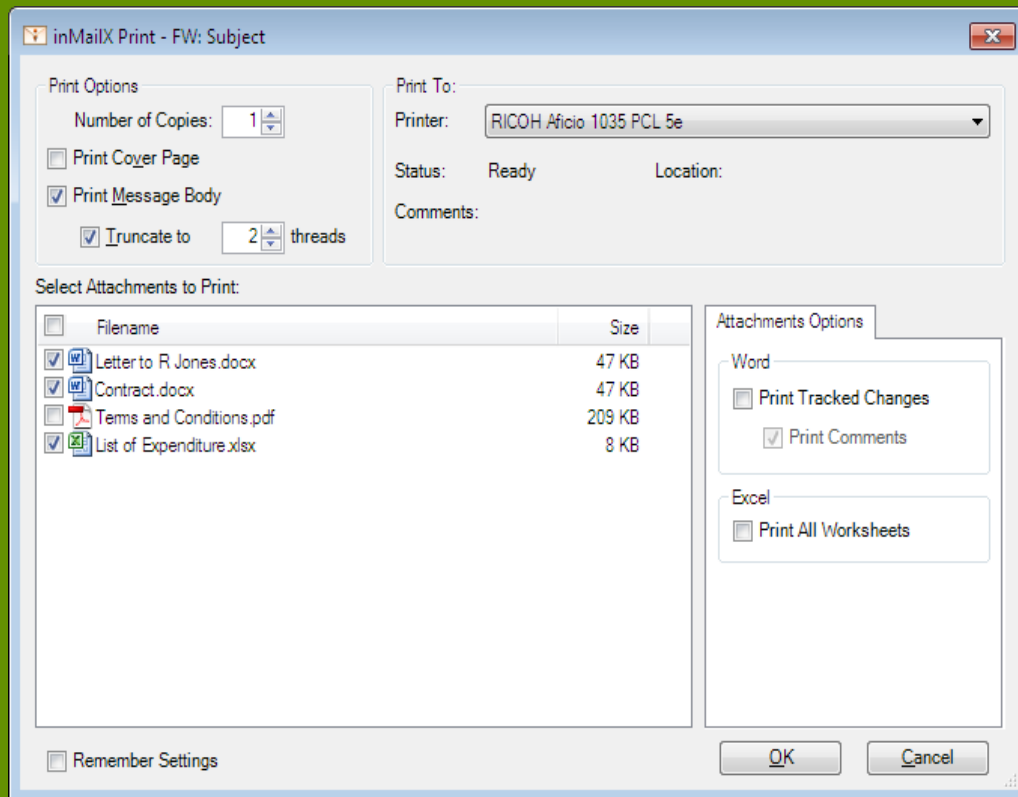 inMailX Print - FW: Subject
Print Options
Number of Copies: 1
Print Cover Page
Print Message Body
Truncate to 2 threads
Print To:
Printer: RICOH Aficio 1035 PCL 5e
Status: Ready Location:
Comments:
Select Attachments to Print:
Filename Size
Letter to R Jones.docx 47 KB
Contract.docx 47 KB
Terms and Conditions.pdf 209 KB
List of Expenditure.xlsx 8 KB
Attachments Options
Word
Print Tracked Changes
Print Comments
Excel
Print All Worksheets
Remember Settings
OK Cancel